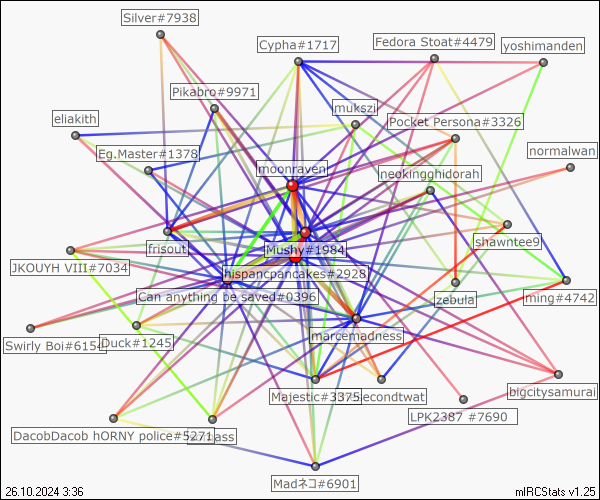 Silver#7938
Cypha#1717
Fedora Stoat#4479
yoshimanden
Pikabro#9971
mukszi
eliakith
Pocket Persona#3326
Eg.Master#1378
normalwan
moonraven
neokingghidorah
frisout
Mushy#1984
shawntee9
JKOUYH VIII#7034
hispancpancakes#2928
zebula
ming#4742
Can anything be saved#0396
Swirly Boi#6154
Duck#1245
marcemadness
Majestic#3375
secondtwat
bigcitysamurai
LPK2387 #7690
DacobDacob hORNY police#5271
ass
Madネコ#6901
26.10.2024 3:36
mIRCStats v1.25